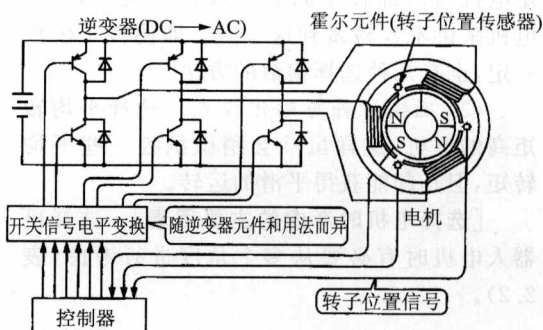 逆变器(DC→AC)
霍尔元件(转子位置传感器)
N
S
S
N
电机
开关信号电平变换
随逆变器元件和用法而异
转子位置信号
控制器